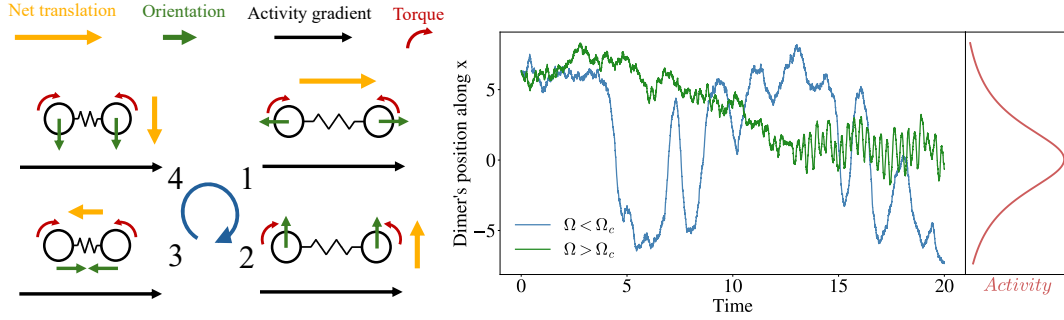 Net translation
Orientation
Activity gradient
Torque
4
1
3
2
Dimer's position along x
5
0
−5
Ω < Ω_c
Ω > Ω_c
0
5
10
15
20
Time
Activity